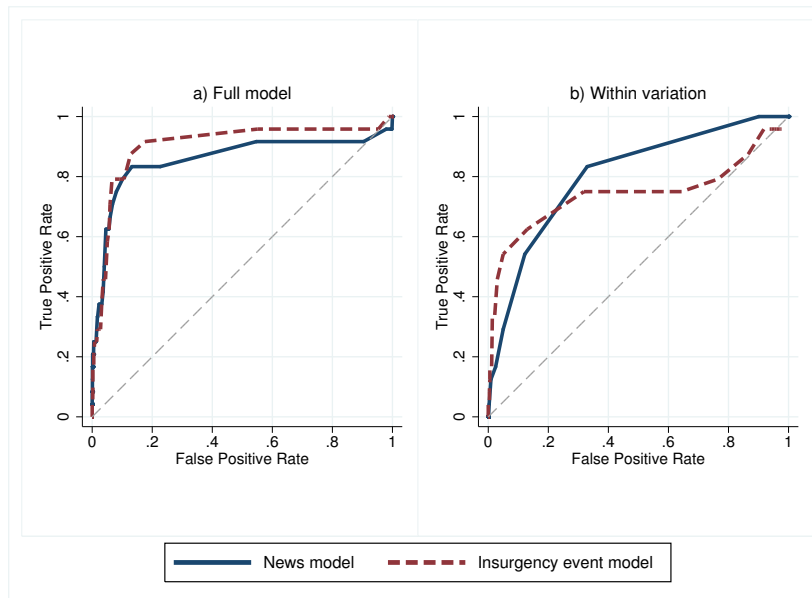 a) Full model
1
.8
.6
.4
.2
0
True Positive Rate
0 .2 .4 .6 .8 1
False Positive Rate
b) Within variation
1
.8
.6
.4
.2
0
True Positive Rate
0 .2 .4 .6 .8 1
False Positive Rate
News model Insurgency event model